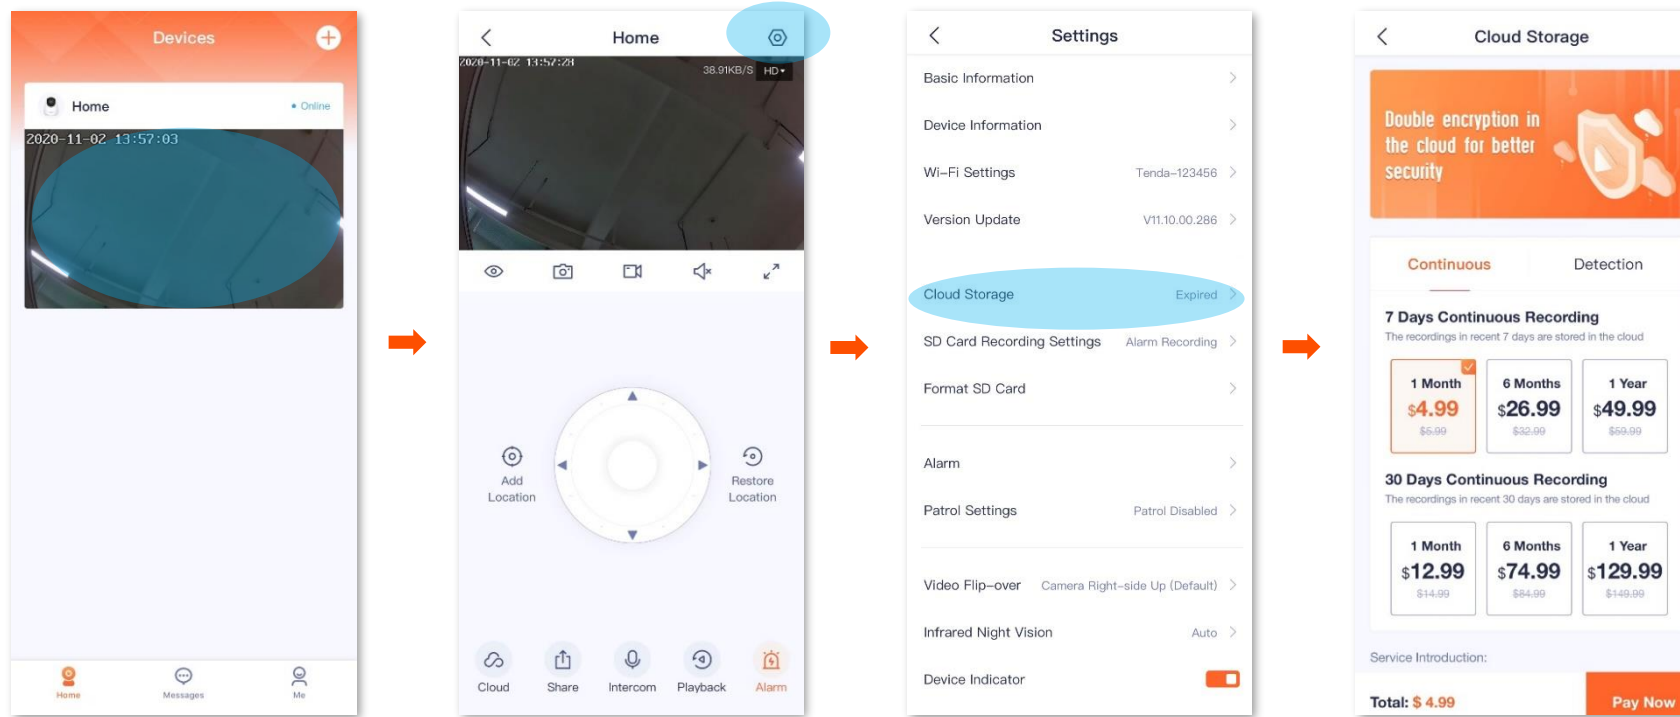 Devices
Home
Online
2020-11-02 13:57:03
Home
Messages
Me
Home
2020-11-02 13:57:28
38.91KB/S HD
Add
Location
Restore
Location
Cloud
Share
Intercom
Playback
Alarm
Settings
Basic Information
Device Information
Wi-Fi Settings Tenda-123456
Version Update V11.10.00.286
Cloud Storage Expired
SD Card Recording Settings Alarm Recording
Format SD Card
Alarm
Patrol Settings Patrol Disabled
Video Flip-over Camera Right-side Up (Default)
Infrared Night Vision Auto
Device Indicator
Cloud Storage
Double encryption in
the cloud for better
security
Continuous Detection
7 Days Continuous Recording
The recordings in recent 7 days are stored in the cloud
1 Month 6 Months 1 Year
$4.99 $26.99 $49.99
$5.99 $32.99 $59.99
30 Days Continuous Recording
The recordings in recent 30 days are stored in the cloud
1 Month 6 Months 1 Year
$12.99 $74.99 $129.99
$14.99 $84.99 $149.99
Service Introduction:
Total: $ 4.99 Pay Now